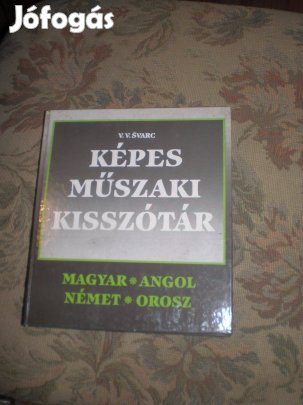 Jófogás
V. V. ŠVARC
KÉPES
MŰSZAKI
KISSZÓTÁR
MAGYAR * ANGOL
NÉMET * OROSZ